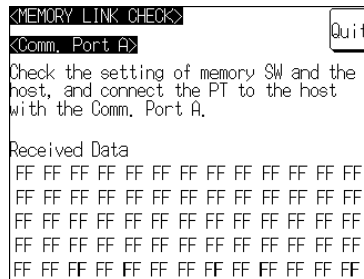 <MEMORY LINK CHECK>
Quit
<Comm. Port A>
Check the setting of memory SW and the
host, and connect the PT to the host
with the Comm. Port A.
Received Data
FF FF FF FF FF FF FF FF FF FF FF FF FF
FF FF FF FF FF FF FF FF FF FF FF FF FF
FF FF FF FF FF FF FF FF FF FF FF FF FF
FF FF FF FF FF FF FF FF FF FF FF FF FF
FF FF FF FF FF FF FF FF FF FF FF FF FF